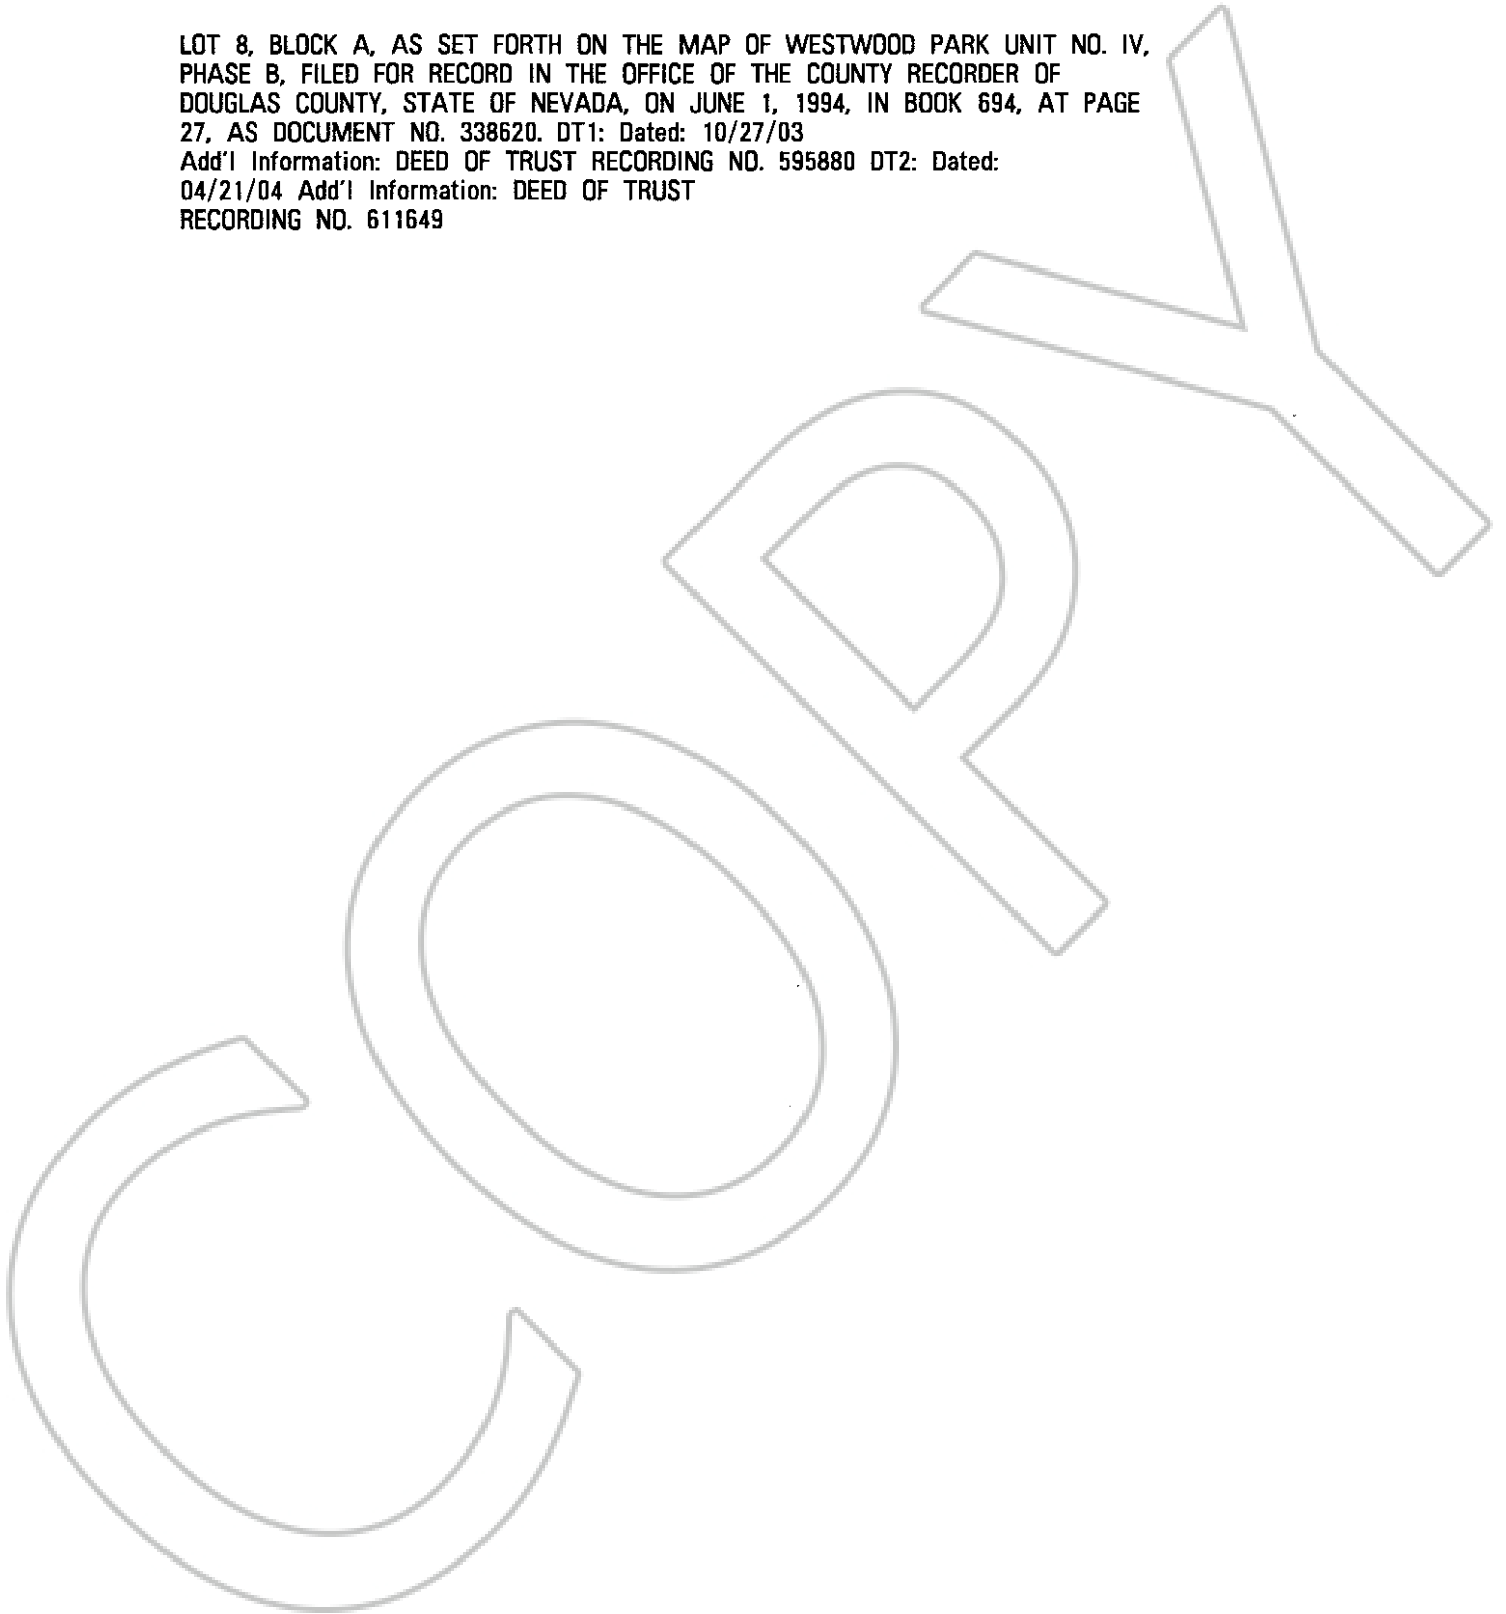 LOT 8, BLOCK A, AS SET FORTH ON THE MAP OF WESTWOOD PARK UNIT NO. IV,
PHASE B, FILED FOR RECORD IN THE OFFICE OF THE COUNTY RECORDER OF
DOUGLAS COUNTY, STATE OF NEVADA, ON JUNE 1, 1994, IN BOOK 694, AT PAGE
27, AS DOCUMENT NO. 338620. DT1: Dated: 10/27/03
Add'l Information: DEED OF TRUST RECORDING NO. 595880 DT2: Dated:
04/21/04 Add'l Information: DEED OF TRUST
RECORDING NO. 611649
COPY